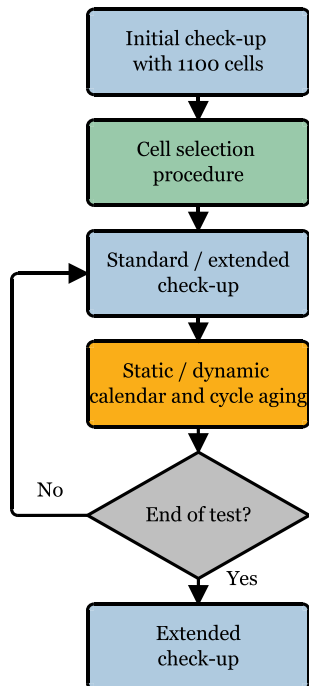 Initial check-up
with 1100 cells
Cell selection
procedure
Standard / extended
check-up
Static / dynamic
calendar and cycle aging
End of test?
No
Yes
Extended
check-up